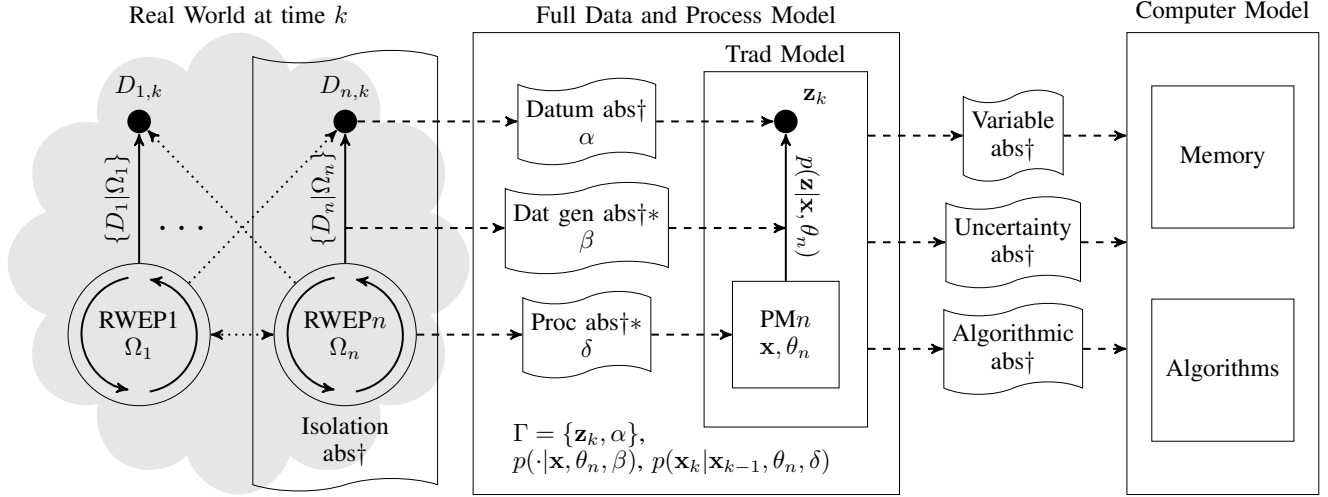 Real World at time k
Full Data and Process Model
Computer Model
Trad Model
D₁,ₖ
Dₙ,ₖ
Datum abs†
α
𝐳ₖ
Variable
abs†
Memory
{D₁|Ω₁}
. . .
{Dₙ|Ωₙ}
Dat gen abs†∗
β
p(𝐳|𝐱, θₙ)
Uncertainty
abs†
RWEP1
Ω₁
RWEPn
Ωₙ
Proc abs†∗
δ
PMn
𝐱, θₙ
Algorithmic
abs†
Algorithms
Isolation
abs†
Γ = {𝐳ₖ, α},
p(·|𝐱, θₙ, β), p(𝐱ₖ|𝐱ₖ₋₁, θₙ, δ)